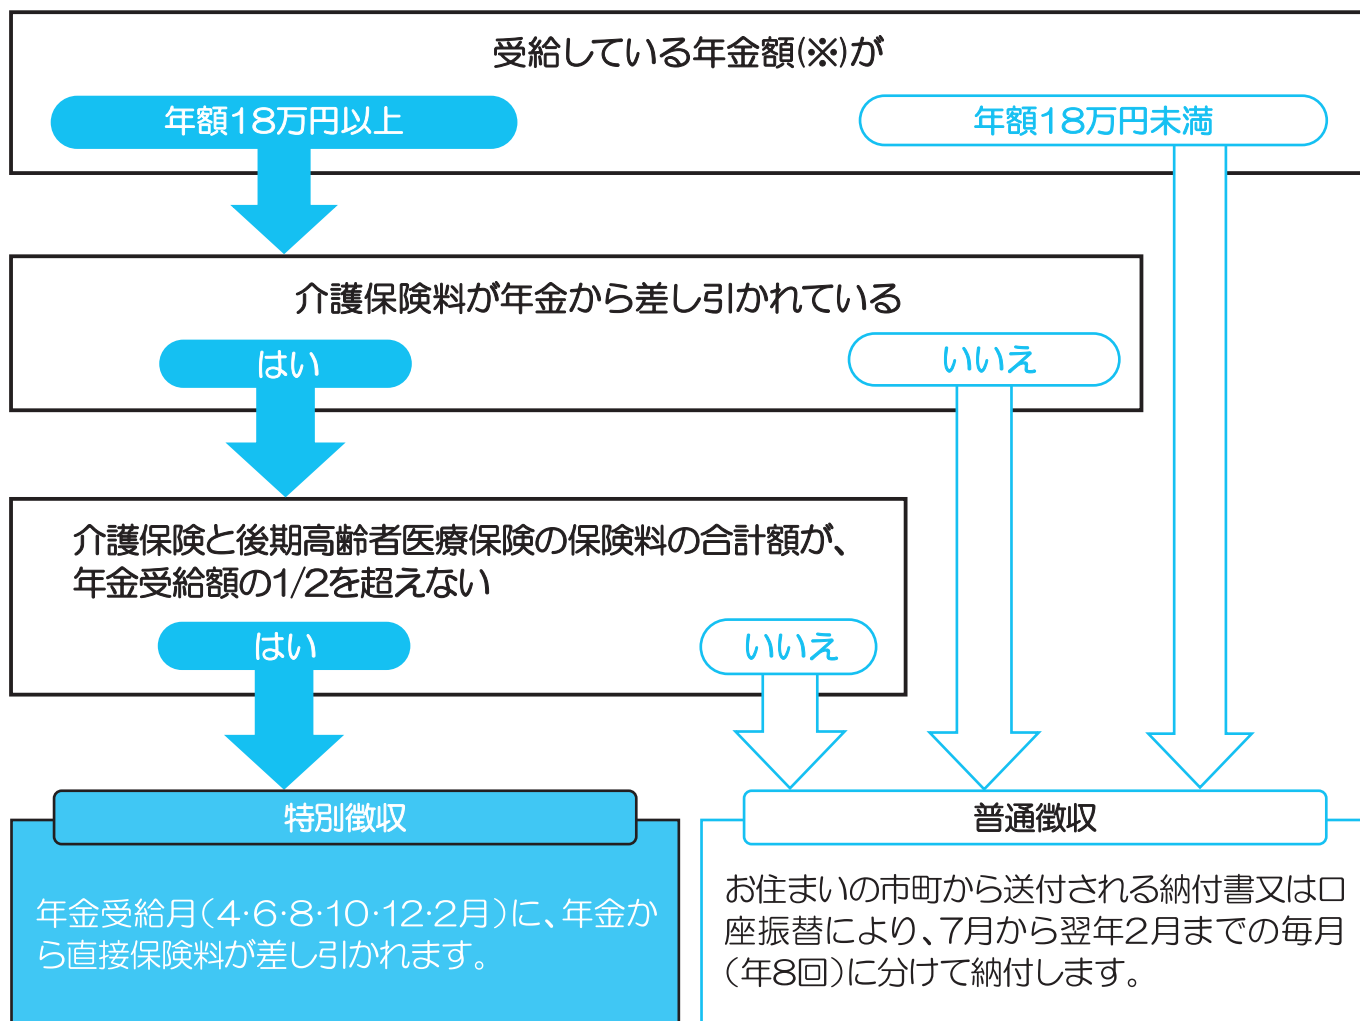 受給している年金額(※)が
年額18万円以上
年額18万円未満
介護保険料が年金から差し引かれている
はい
いいえ
介護保険と後期高齢者医療保険の保険料の合計額が、
年金受給額の1/2を超えない
はい
いいえ
特別徴収
年金受給月(4・6・8・10・12・2月)に、年金か
ら直接保険料が差し引かれます。
普通徴収
お住まいの市町から送付される納付書又は口
座振替により、7月から翌年2月までの毎月
(年8回)に分けて納付します。